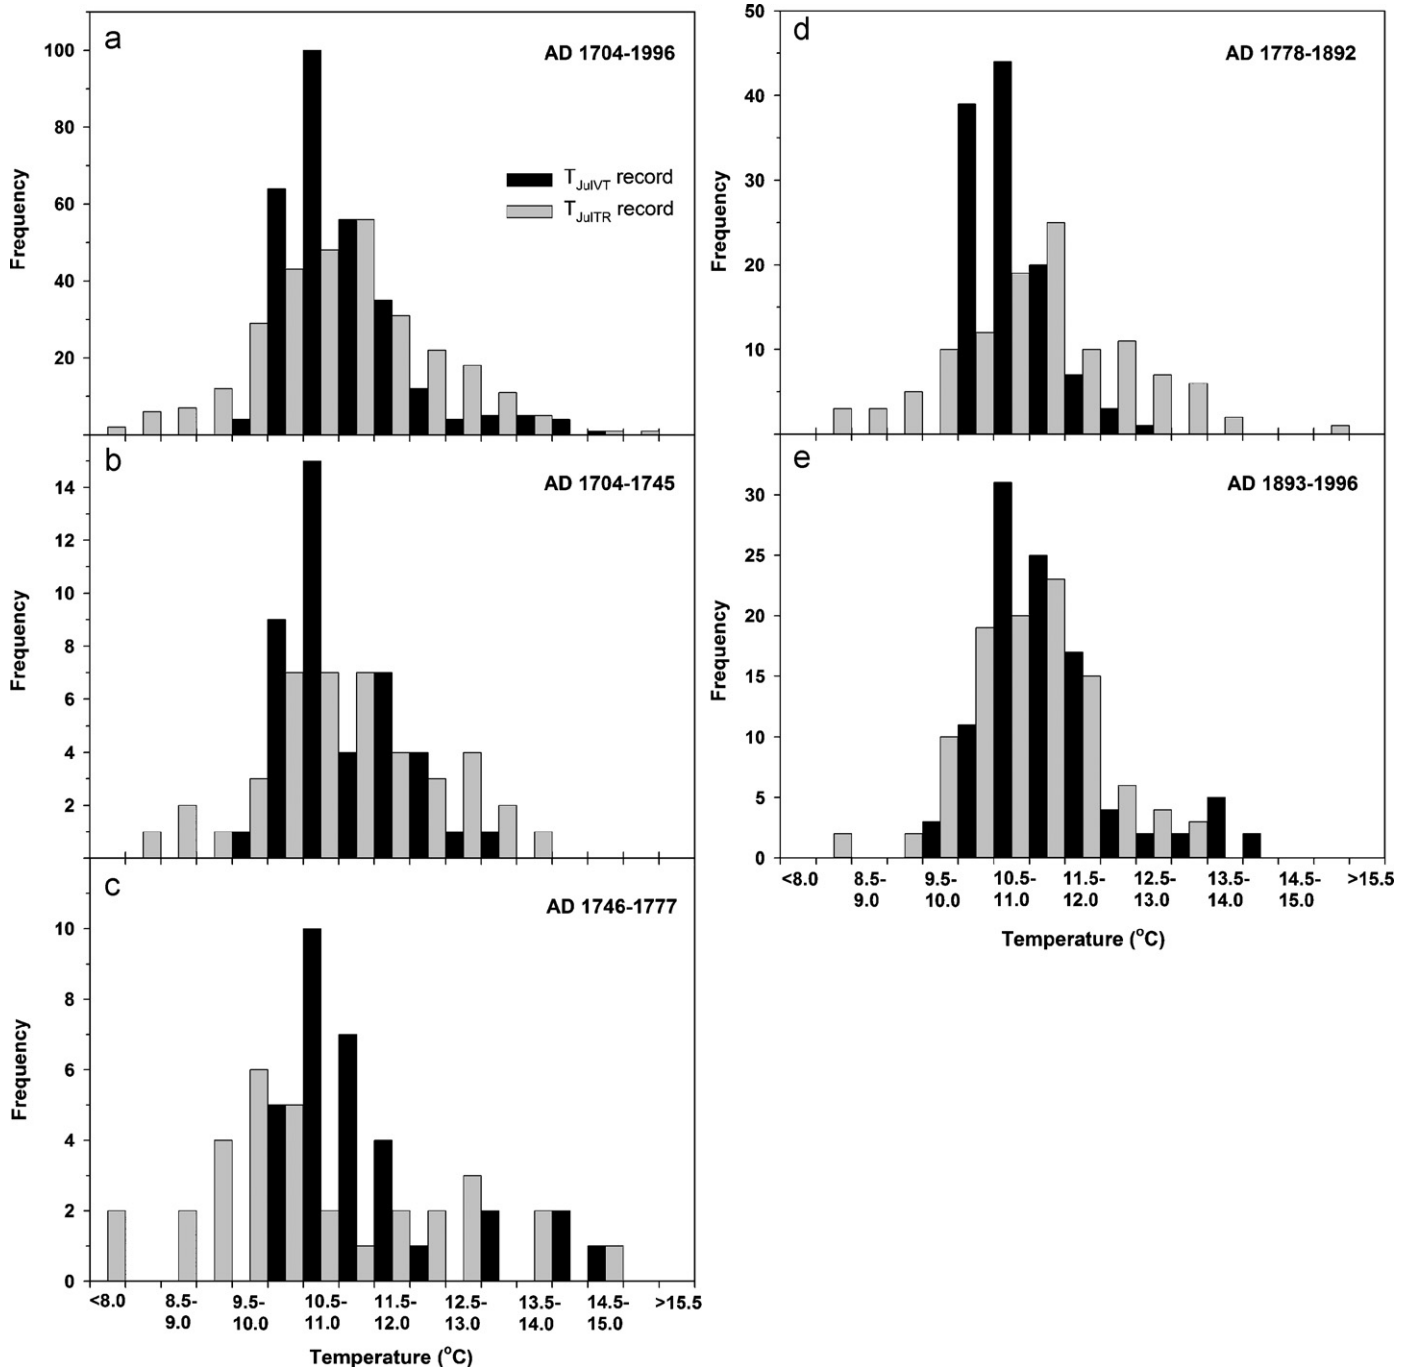 a
AD 1704-1996
100
80
60
40
20
Frequency
TJulVT record
TJulTR record
b
AD 1704-1745
14
12
10
8
6
4
2
Frequency
c
AD 1746-1777
10
8
6
4
2
0
Frequency
<8.0 8.5- 9.5- 10.5- 11.5- 12.5- 13.5- 14.5- >15.5
9.0 10.0 11.0 12.0 13.0 14.0 15.0
Temperature (oC)
d
AD 1778-1892
50
40
30
20
10
Frequency
e
AD 1893-1996
30
25
20
15
10
5
0
Frequency
<8.0 8.5- 9.5- 10.5- 11.5- 12.5- 13.5- 14.5- >15.5
9.0 10.0 11.0 12.0 13.0 14.0 15.0
Temperature (oC)